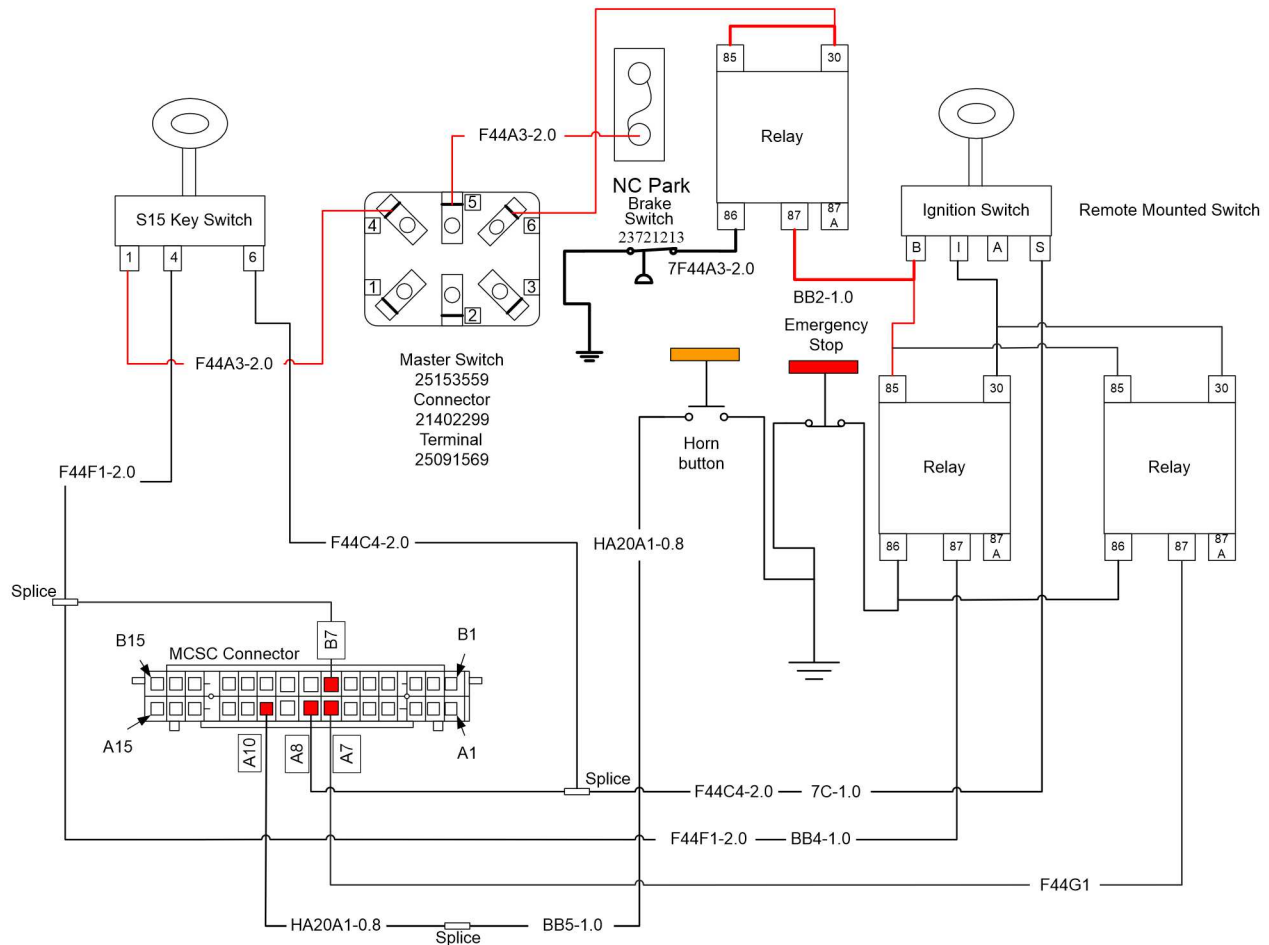 85
30
Relay
86
87
87
A
F44A3-2.0
NC Park
Brake
Switch
23721213
7F44A3-2.0
S15 Key Switch
1
4
6
4
5
6
1
2
3
Master Switch
25153559
Connector
21402299
Terminal
25091569
F44A3-2.0
Ignition Switch
B
I
A
S
Remote Mounted Switch
BB2-1.0
Emergency
Stop
Horn
button
85
30
Relay
86
87
87
A
85
30
Relay
86
87
87
A
F44F1-2.0
F44C4-2.0
HA20A1-0.8
Splice
B15
MCSC Connector
B7
B1
A15
A10
A8
A7
A1
Splice
F44C4-2.0
7C-1.0
F44F1-2.0
BB4-1.0
F44G1
HA20A1-0.8
BB5-1.0
Splice